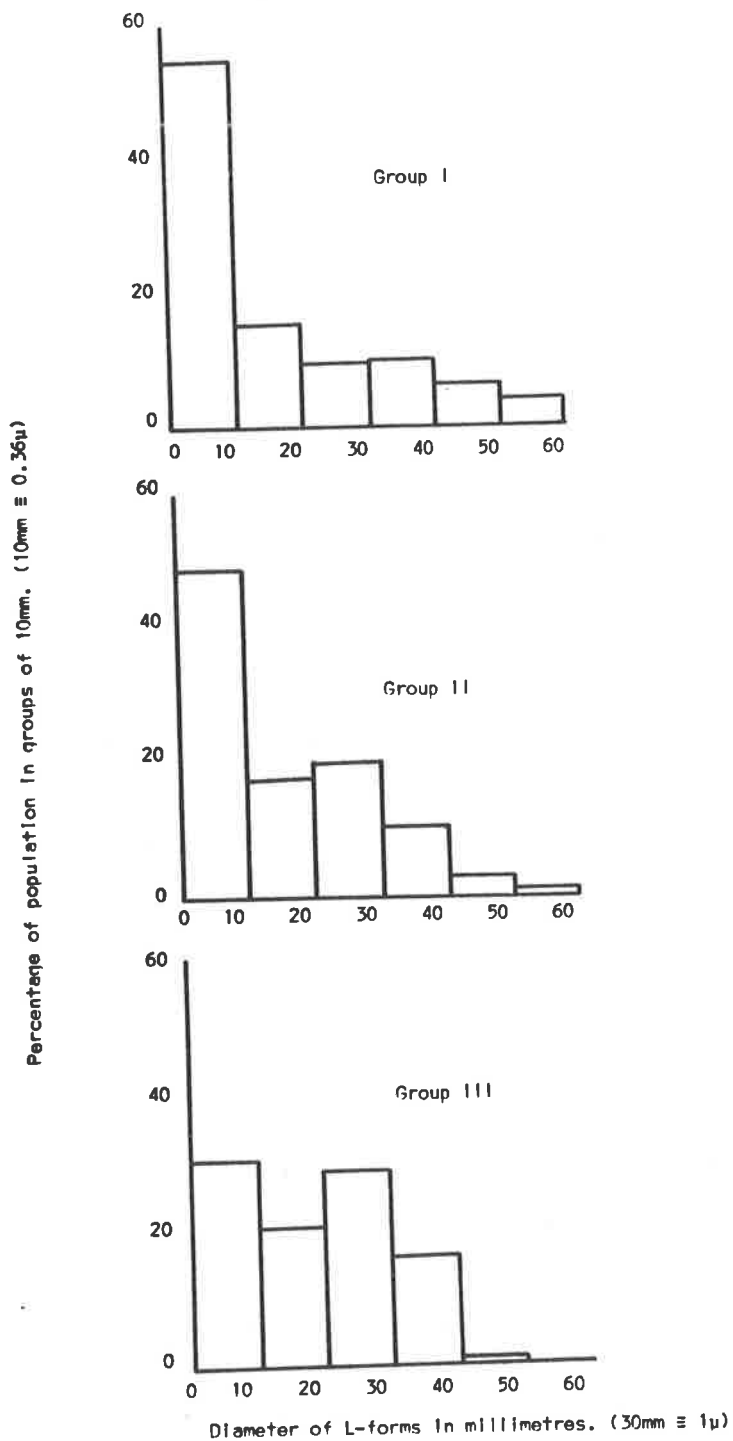 Percentage of population in groups of 10mm. (10mm ≡ 0.36μ)
60
40
20
0
Group I
0 10 20 30 40 50 60
60
40
20
0
Group II
0 10 20 30 40 50 60
60
40
20
0
Group III
0 10 20 30 40 50 60
Diameter of L-forms in millimetres. (30mm ≡ 1μ)